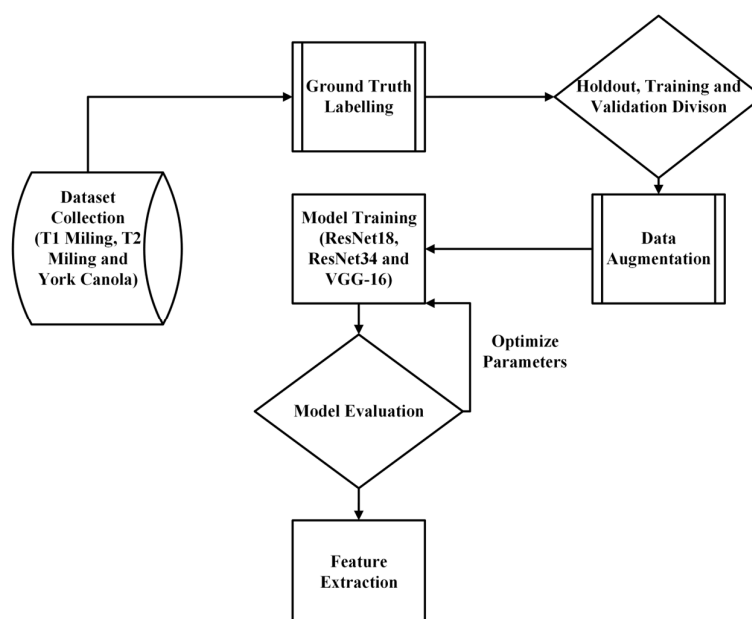 Dataset
Collection
(T1 Miling, T2
Miling and
York Canola)
Ground Truth
Labelling
Holdout, Training and
Validation Divison
Data
Augmentation
Model Training
(ResNet18,
ResNet34 and
VGG-16)
Optimize
Parameters
Model Evaluation
Feature
Extraction